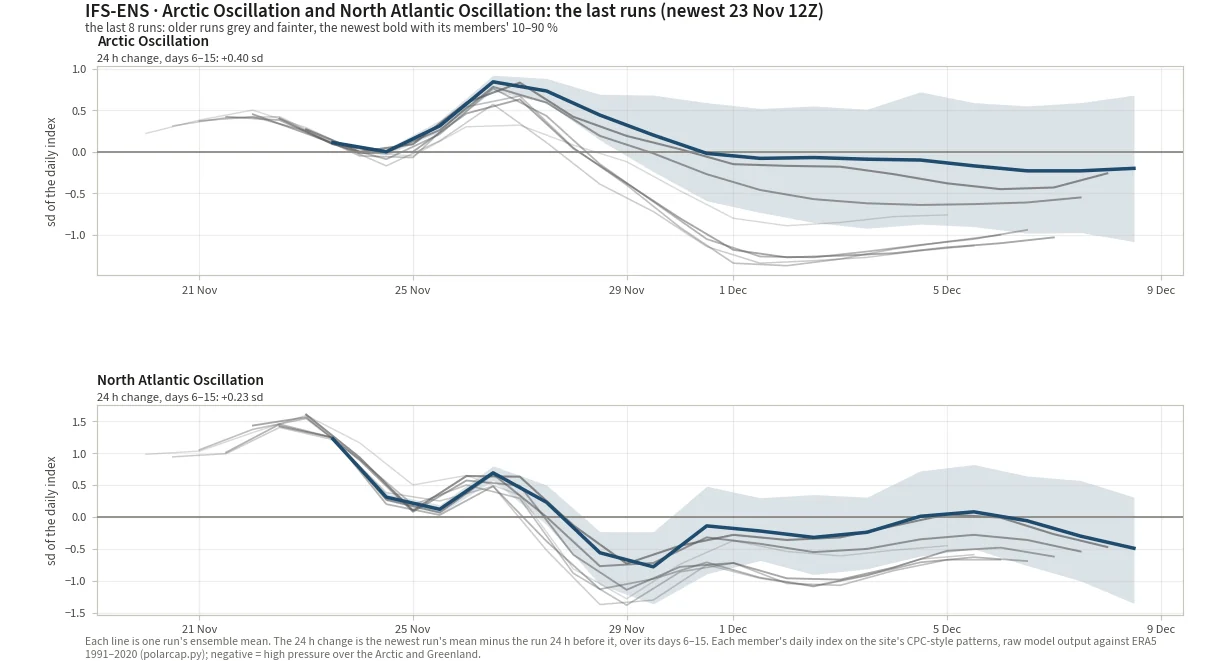 IFS-ENS · Arctic Oscillation and North Atlantic Oscillation: the last runs (newest 23 Nov 12Z)
the last 8 runs: older runs grey and fainter, the newest bold with its members' 10–90 %
Arctic Oscillation
24 h change, days 6–15: +0.40 sd
sd of the daily index
1.0
0.5
0.0
−0.5
−1.0
21 Nov
25 Nov
29 Nov
1 Dec
5 Dec
9 Dec
North Atlantic Oscillation
24 h change, days 6–15: +0.23 sd
sd of the daily index
1.5
1.0
0.5
0.0
−0.5
−1.0
−1.5
21 Nov
25 Nov
29 Nov
1 Dec
5 Dec
9 Dec
Each line is one run's ensemble mean. The 24 h change is the newest run's mean minus the run 24 h before it, over its days 6–15. Each member's daily index on the site's CPC-style patterns, raw model output against ERA5
1991–2020 (polarcap.py); negative = high pressure over the Arctic and Greenland.